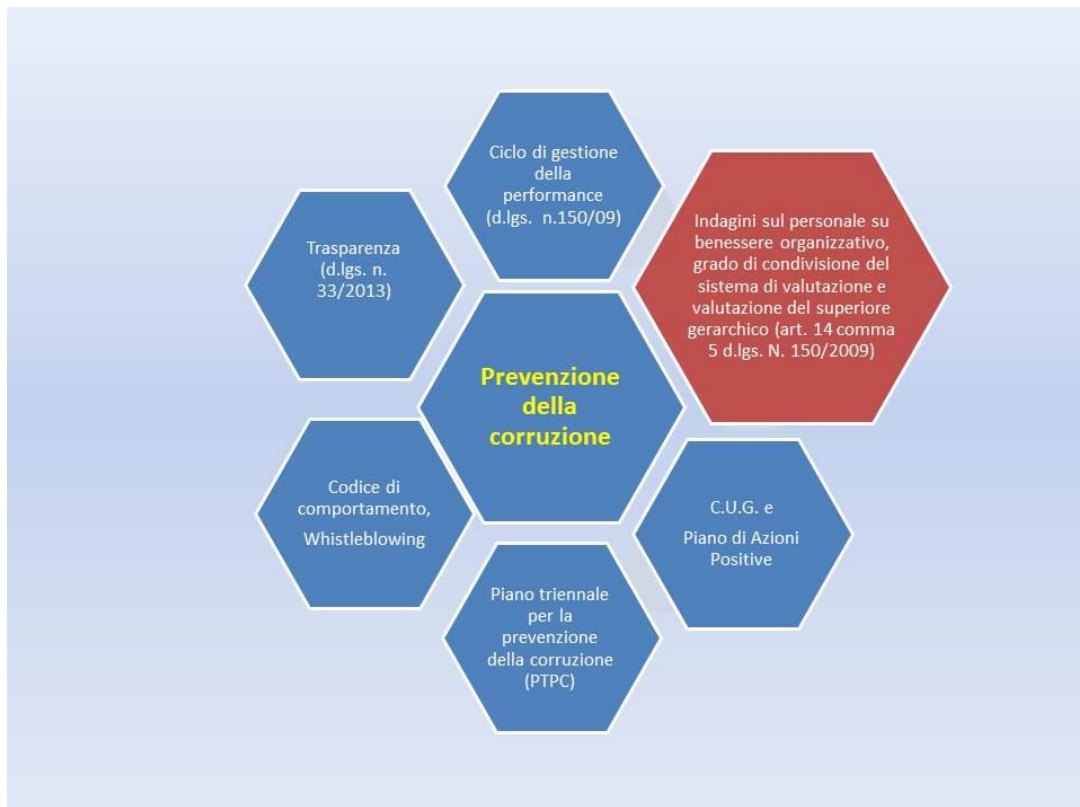 Ciclo di gestione
della
performance
(d.lgs. n.150/09)
Indagini sul personale su
benessere organizzativo,
grado di condivisione del
sistema di valutazione e
valutazione del superiore
gerarchico (art. 14 comma
5 d.lgs. N. 150/2009)
Trasparenza
(d.lgs. n.
33/2013)
Prevenzione
della
corruzione
Codice di
comportamento,
Whistleblowing
C.U.G. e
Piano di Azioni
Positive
Piano triennale
per la
prevenzione
della corruzione
(PTPC)